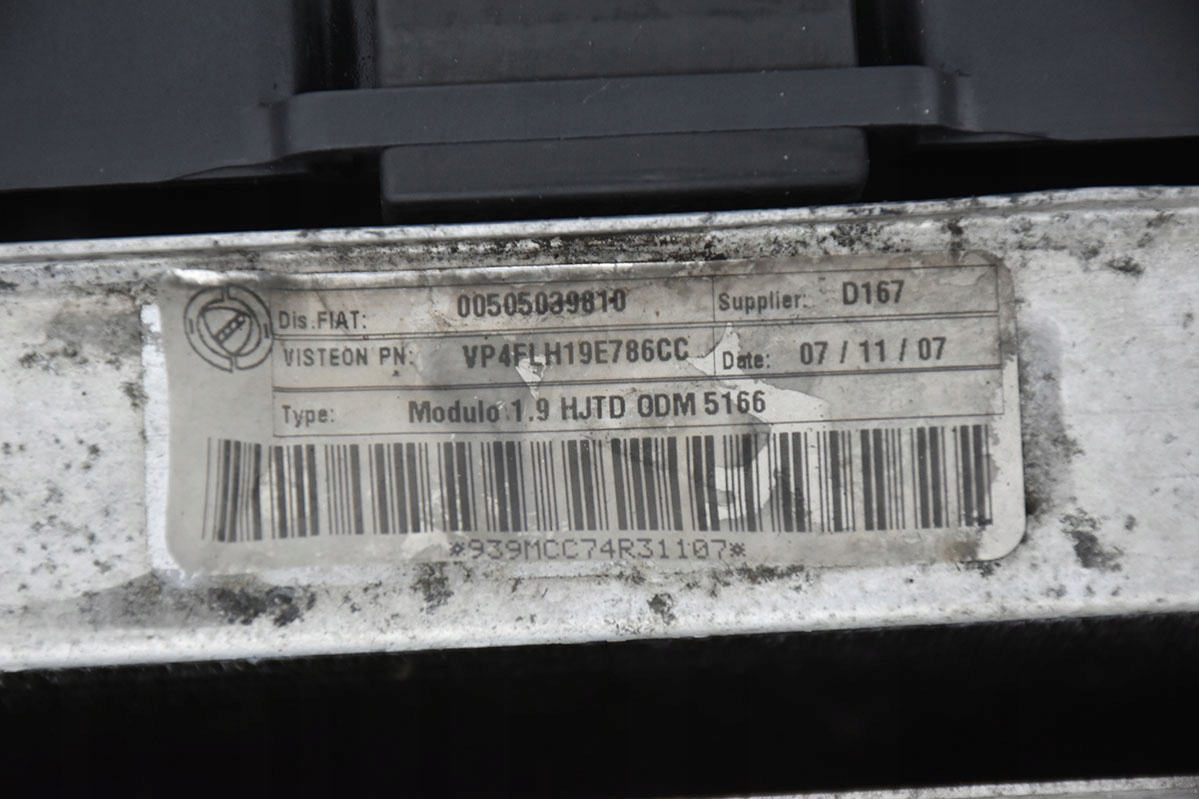 Dis.FIAT: 00505039810 Supplier: D167
VISTEON PN: VP4FLH19E786CC Date: 07 / 11 / 07
Type: Modulo 1.9 HJTD ODM 5166
*939MCC74R31107*